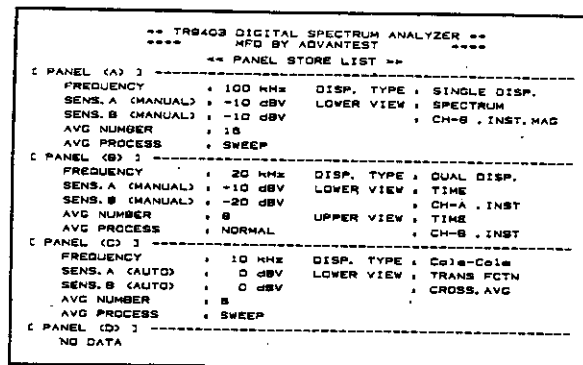 ** TR9403 DIGITAL SPECTRUM ANALYZER **
**** MFD BY ADVANTEST ****
<< PANEL STORE LIST >>
[ PANEL (A) ] ----------------------------------------
FREQUENCY : 100 kHz DISP. TYPE : SINGLE DISP.
SENS. A (MANUAL) : -10 dBV LOWER VIEW : SPECTRUM
SENS. B (MANUAL) : -10 dBV : CH-B . INST. MAG
AVG NUMBER : 16
AVG PROCESS : SWEEP
[ PANEL (B) ] ----------------------------------------
FREQUENCY : 20 kHz DISP. TYPE : DUAL DISP.
SENS. A (MANUAL) : +10 dBV LOWER VIEW : TIME
SENS. B (MANUAL) : -20 dBV : CH-A . INST
AVG NUMBER : 8 UPPER VIEW : TIME
AVG PROCESS : NORMAL : CH-B . INST
[ PANEL (C) ] ----------------------------------------
FREQUENCY : 10 kHz DISP. TYPE : Cole-Cole
SENS. A (AUTO) : 0 dBV LOWER VIEW : TRANS FCTN
SENS. B (AUTO) : 0 dBV : CROSS. AVG
AVG NUMBER :
AVG PROCESS : SWEEP
[ PANEL (D) ] ----------------------------------------
NO DATA